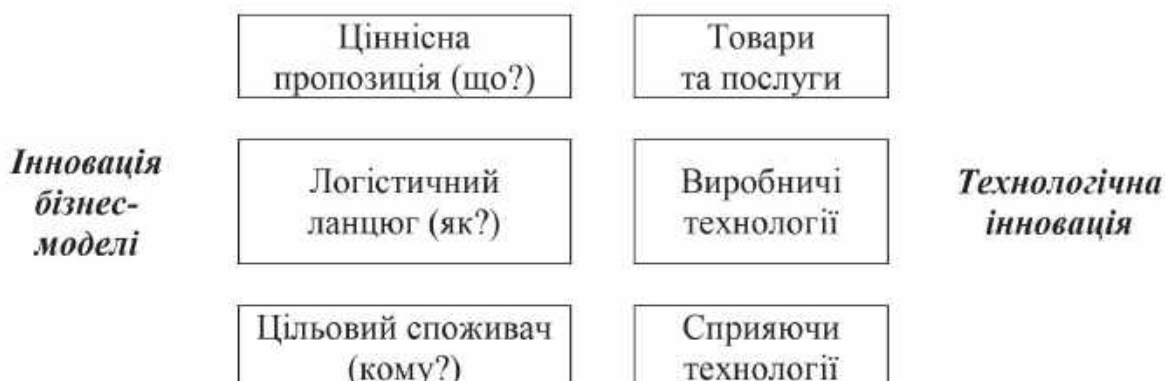 Ціннісна
пропозиція (що?)
Товари
та послуги
Інновація
бізнес-
моделі
Логістичний
ланцюг (як?)
Виробничі
технології
Технологічна
інновація
Цільовий споживач
(кому?)
Сприяючи
технології